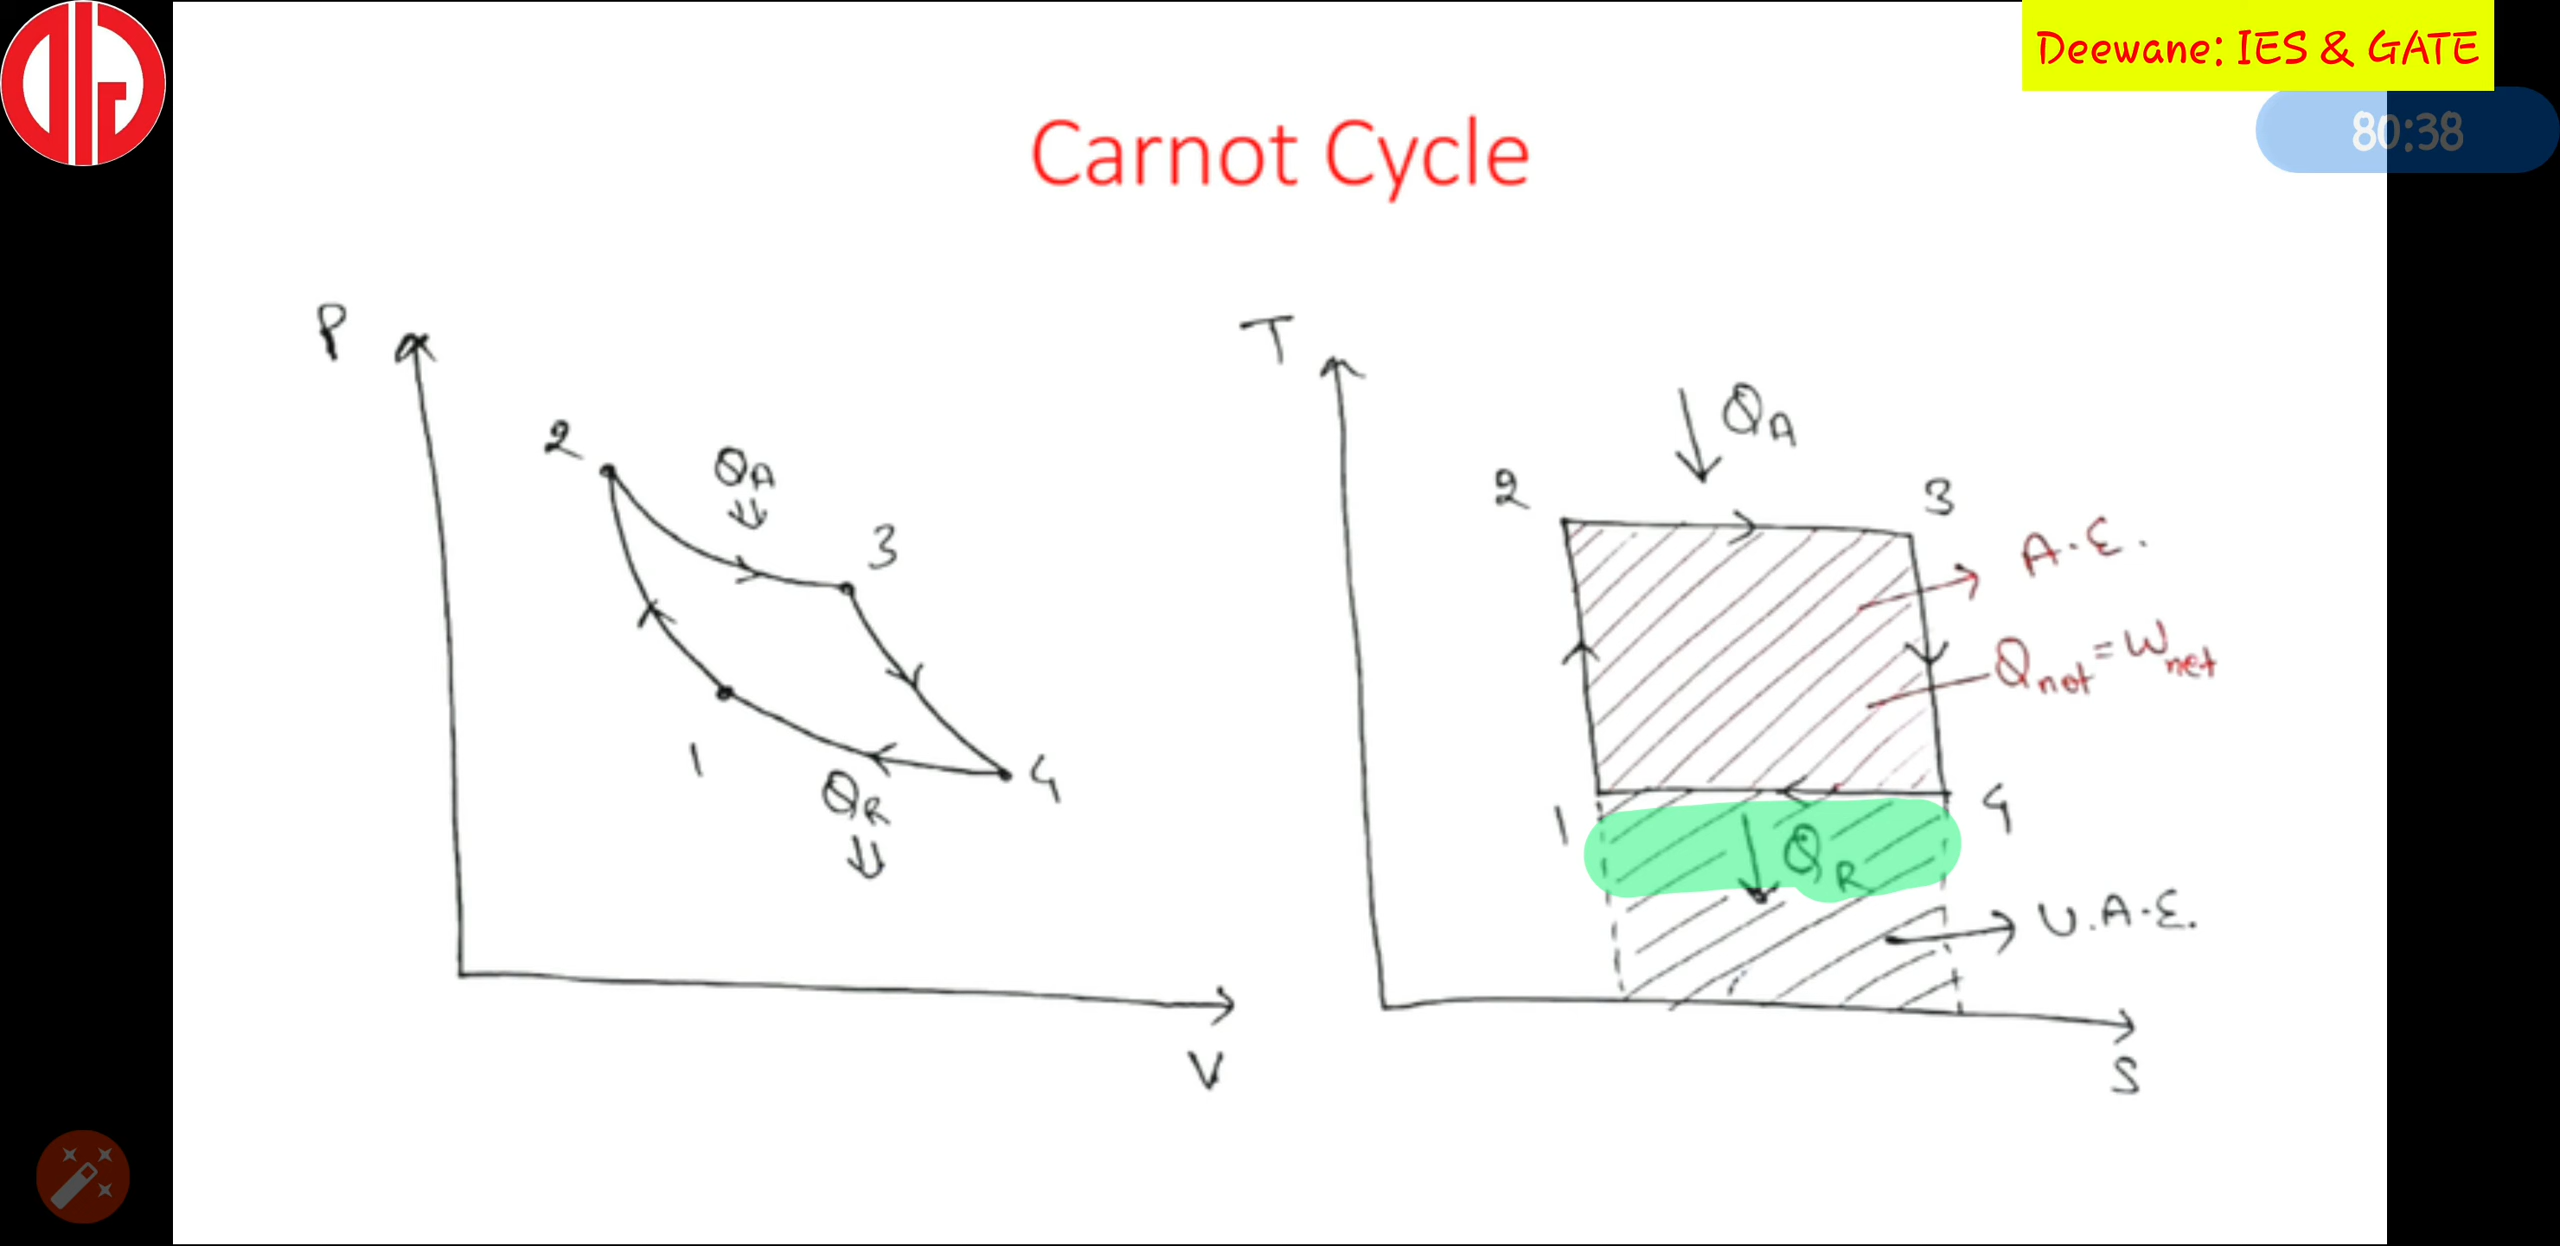 Deewane: IES & GATE
80:38
Carnot Cycle
P
2
QA
3
1
QR
4
V
T
QA
2
3
A.E.
Qnet = Wnet
1
QR
4
U.A.E.
S